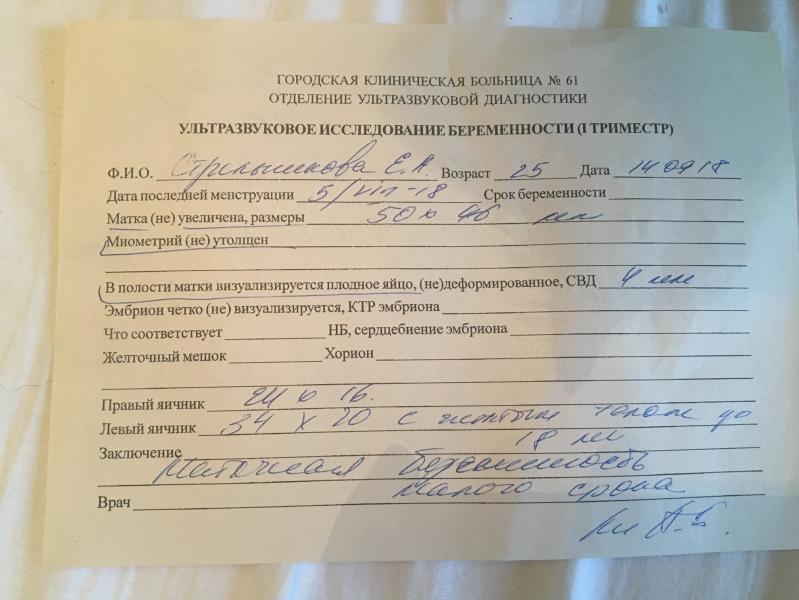 ГОРОДСКАЯ КЛИНИЧЕСКАЯ БОЛЬНИЦА № 61
ОТДЕЛЕНИЕ УЛЬТРАЗВУКОВОЙ ДИАГНОСТИКИ
УЛЬТРАЗВУКОВОЕ ИССЛЕДОВАНИЕ БЕРЕМЕННОСТИ (I ТРИМЕСТР)
Ф.И.О. Возраст 25 Дата 14 09 18
Дата последней менструации 5/VIII-18 Срок беременности
Матка (не) увеличена, размеры 50 х 46 мм
Миометрий (не) утолщен
В полости матки визуализируется плодное яйцо, (не)деформированное, СВД 4 мм
Эмбрион четко (не) визуализируется, КТР эмбриона
Что соответствует НБ, сердцебиение эмбриона
Желточный мешок Хорион
Правый яичник 24 х 16.
Левый яичник 34 х 20 с желтым телом до
18 мм
Заключение Маточная беременность
малого срока
Врач